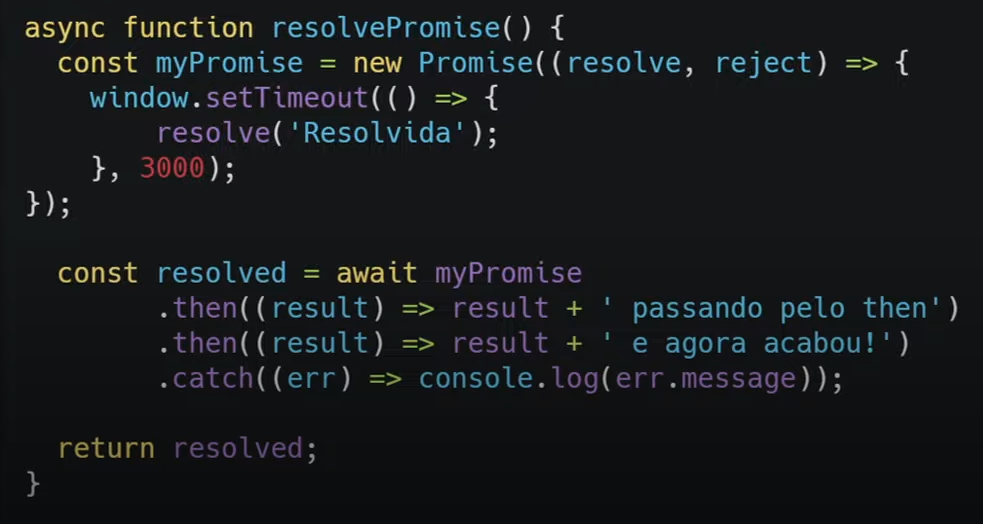 async function resolvePromise() {
  const myPromise = new Promise((resolve, reject) => {
    window.setTimeout(() => {
        resolve('Resolvida');
    }, 3000);
});

  const resolved = await myPromise
        .then((result) => result + ' passando pelo then')
        .then((result) => result + ' e agora acabou!')
        .catch((err) => console.log(err.message));

  return resolved;
}